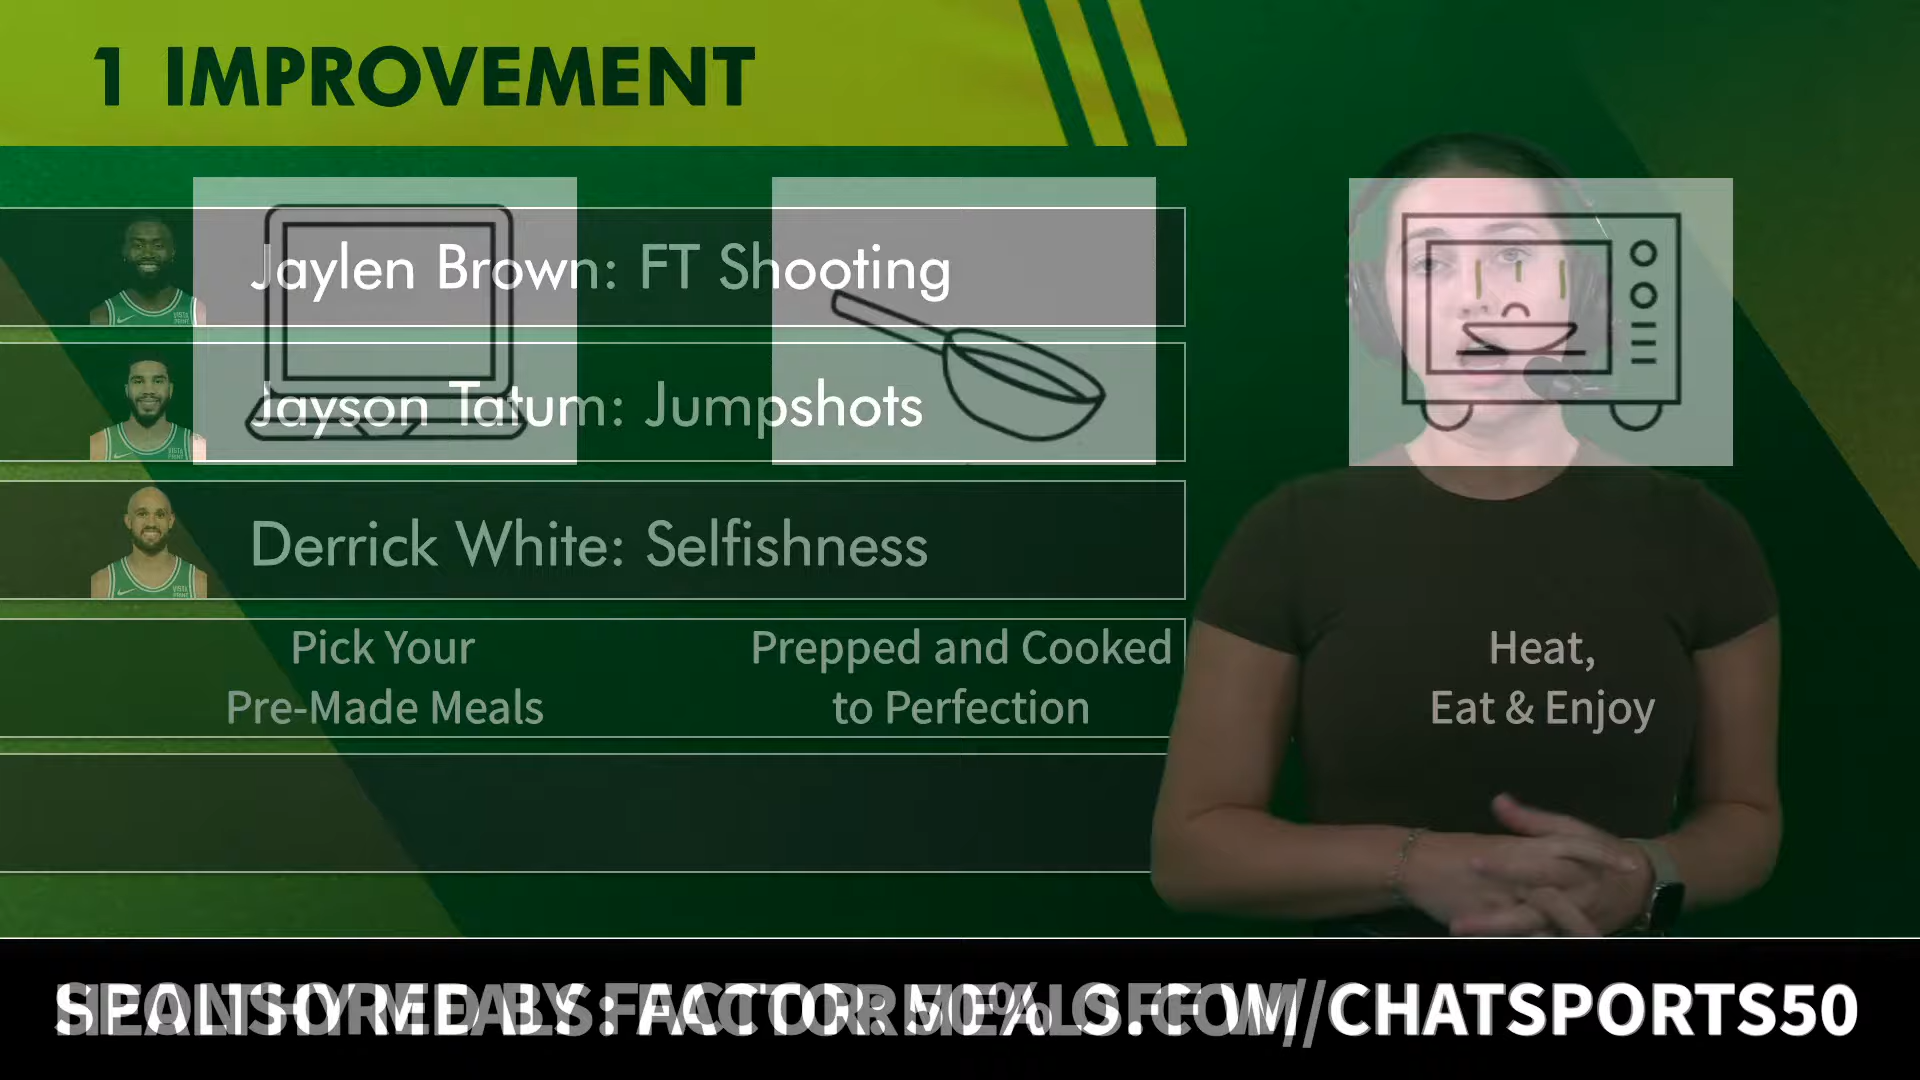 1 IMPROVEMENT
Jaylen Brown: FT Shooting
Jayson Tatum: Jumpshots
Derrick White: Selfishness
Pick Your
Pre-Made Meals
Prepped and Cooked
to Perfection
Heat,
Eat & Enjoy
CHATSPORTS50